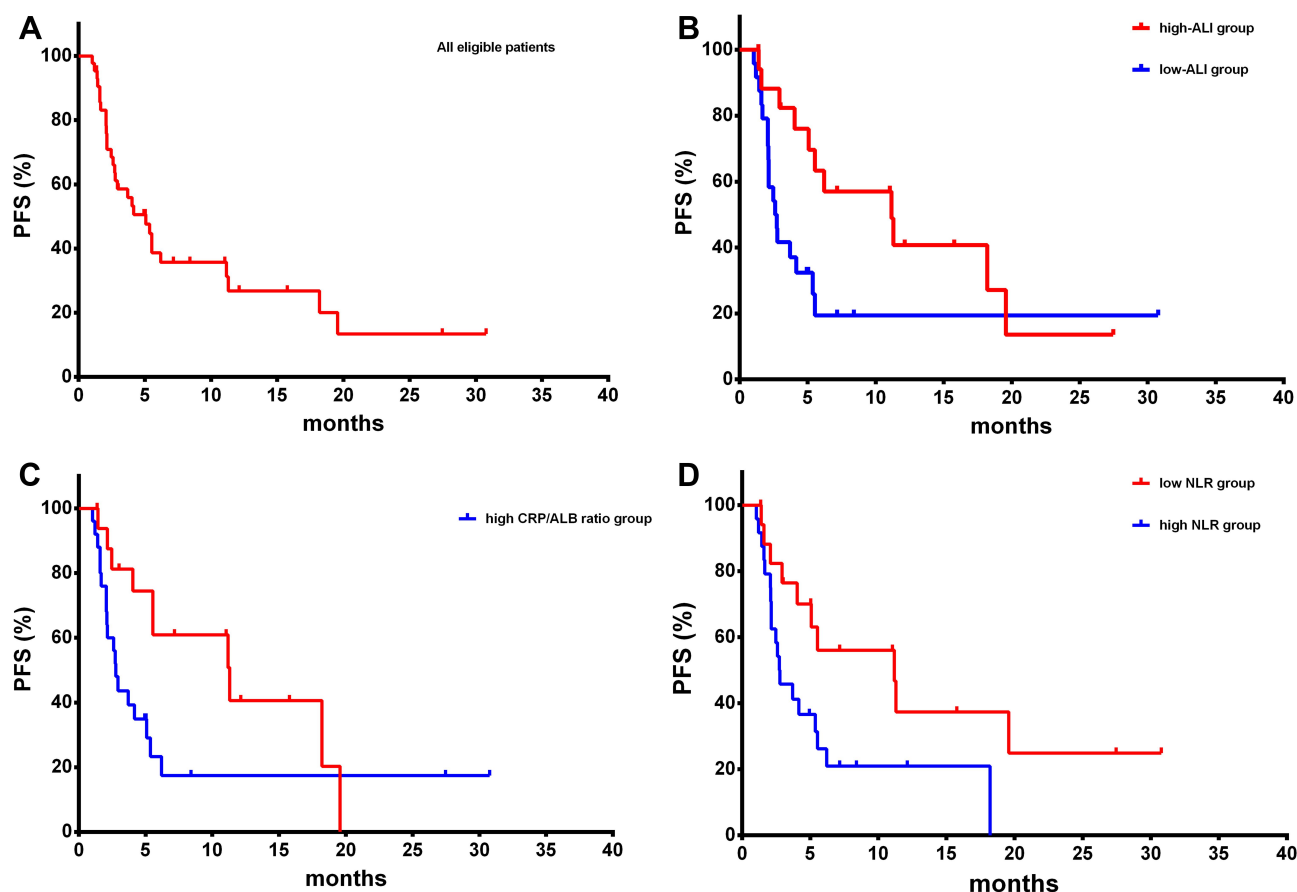 A
All eligible patients
PFS (%)
100
80
60
40
20
0
0 5 10 15 20 25 30 35 40
months
B
high-ALI group
low-ALI group
PFS (%)
100
80
60
40
20
0
0 5 10 15 20 25 30 35 40
months
C
high CRP/ALB ratio group
PFS (%)
100
80
60
40
20
0
0 5 10 15 20 25 30 35 40
months
D
low NLR group
high NLR group
PFS (%)
100
80
60
40
20
0
0 5 10 15 20 25 30 35 40
months